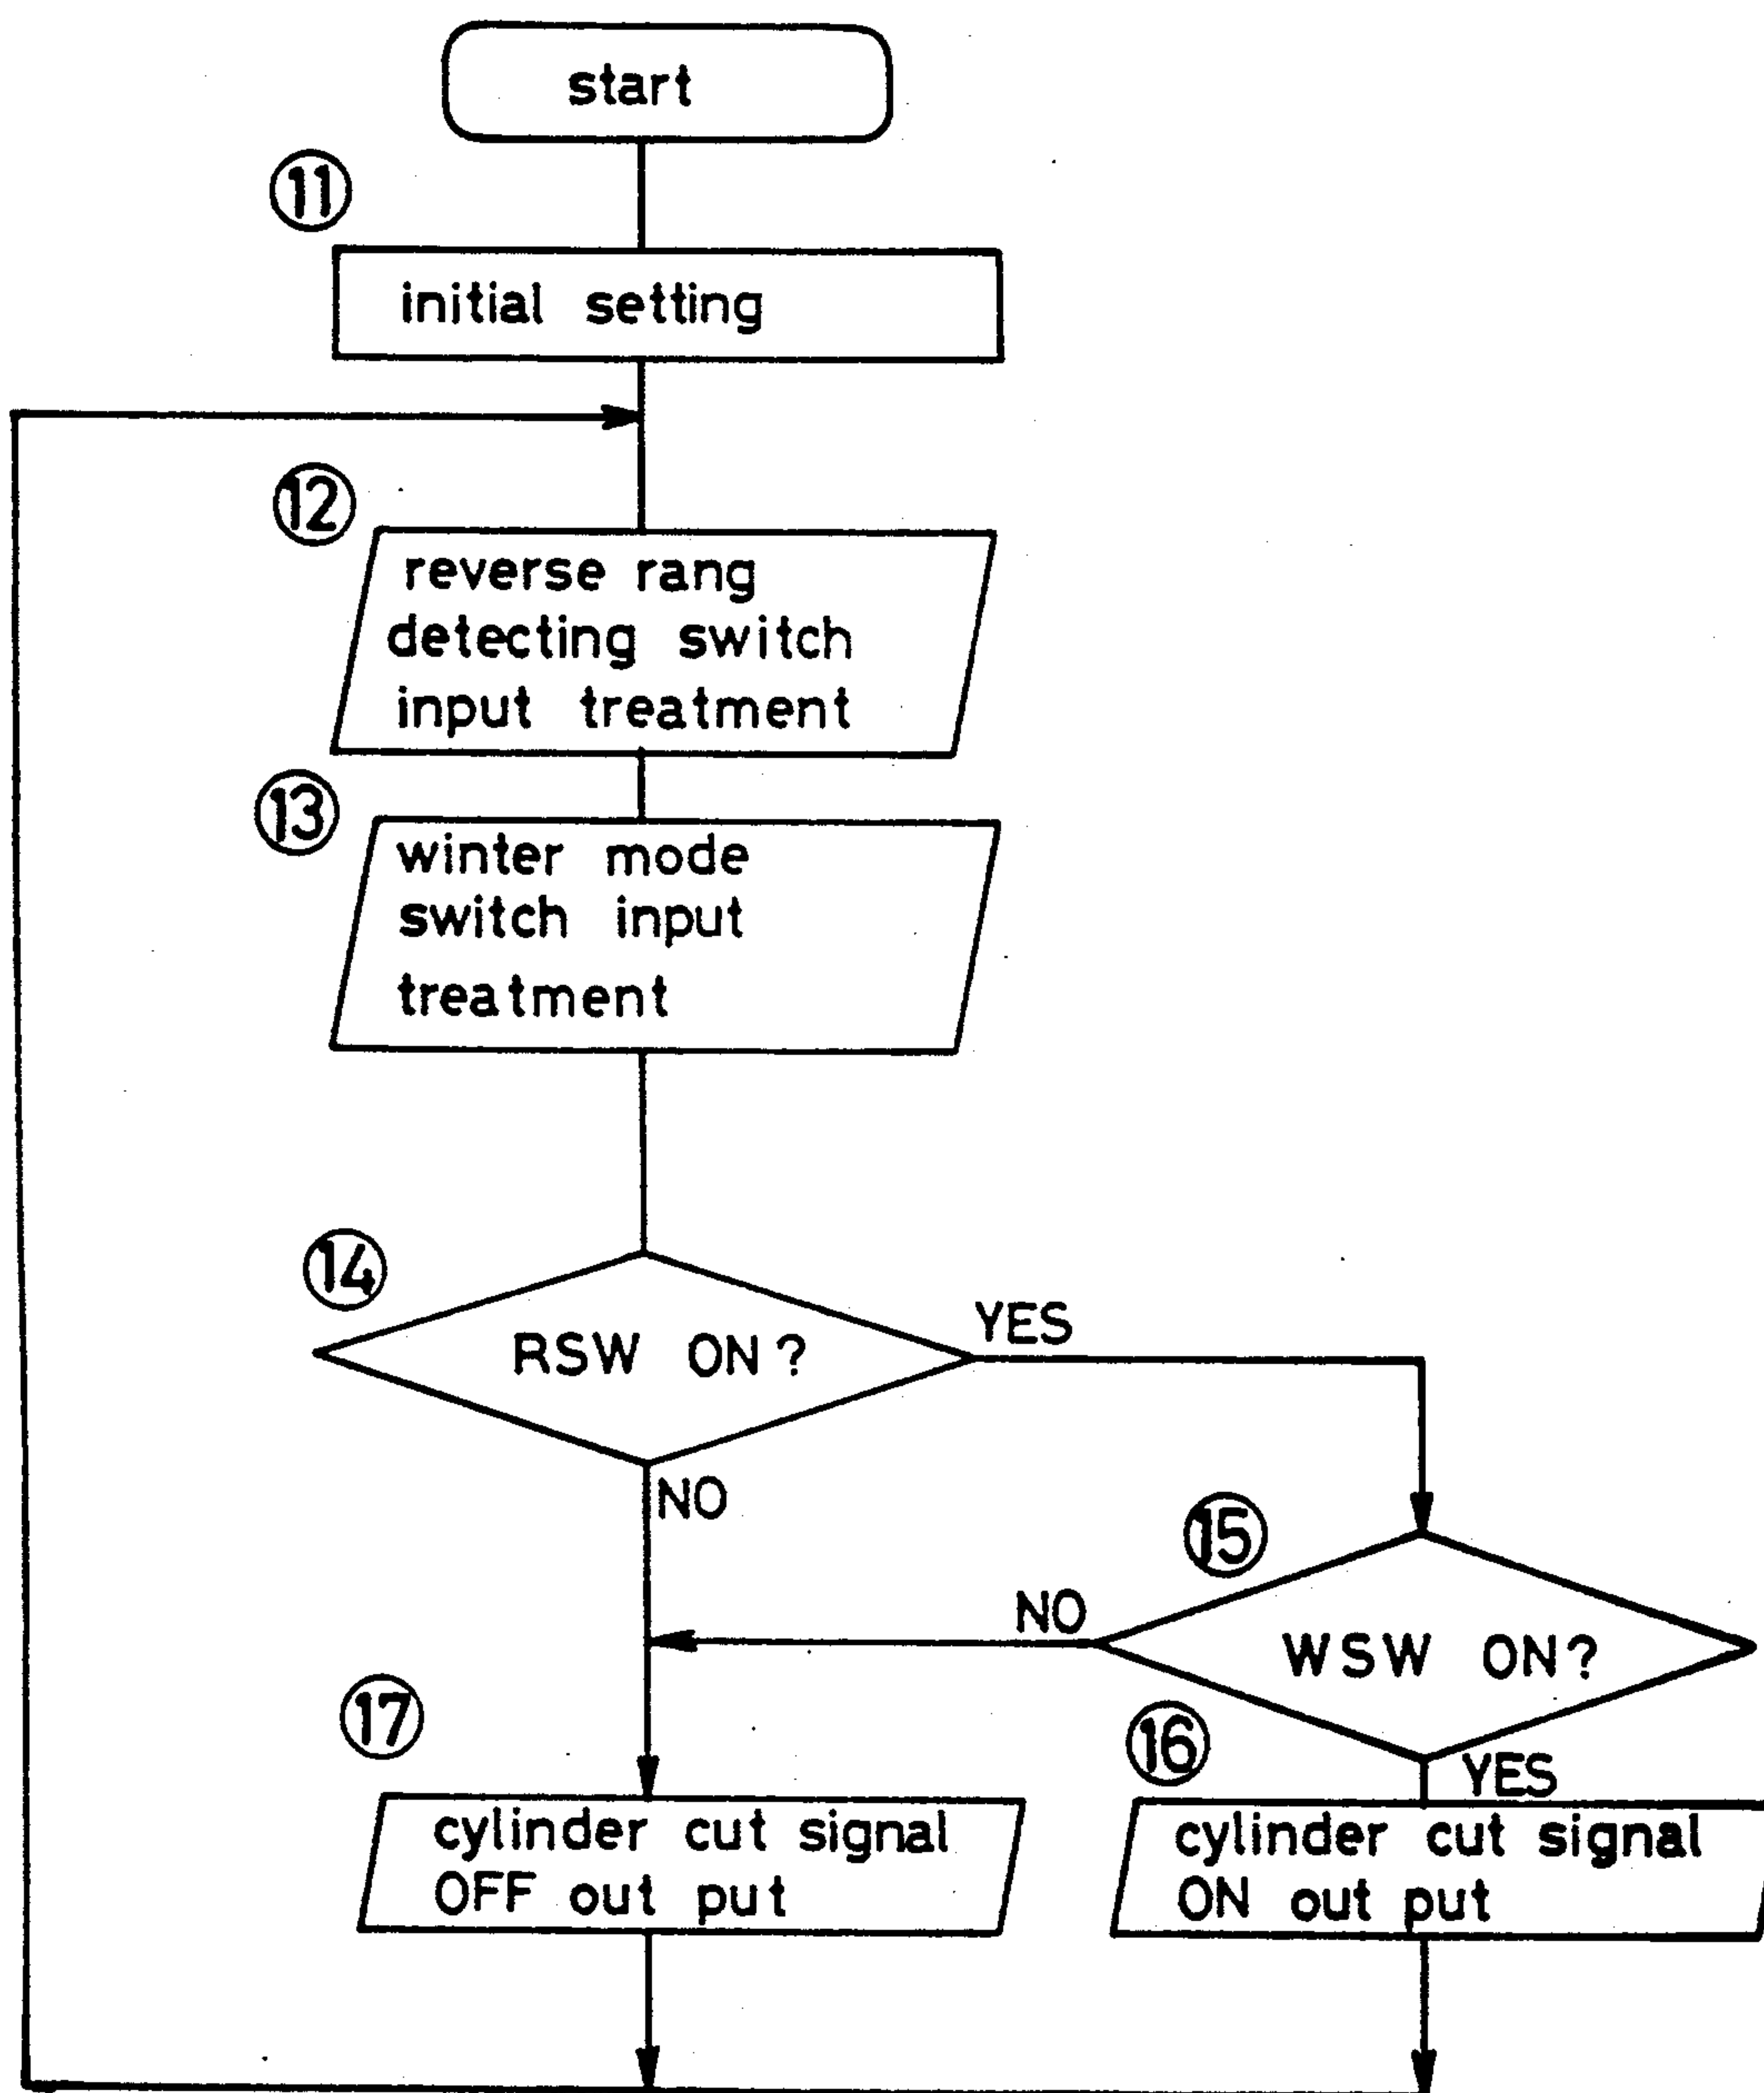 start
⑪
initial setting
⑫
reverse rang
detecting switch
input treatment
⑬
winter mode
switch input
treatment
⑭
RSW ON?
YES
NO
⑮
NO
WSW ON?
⑰
⑯
YES
cylinder cut signal
OFF out put
cylinder cut signal
ON out put